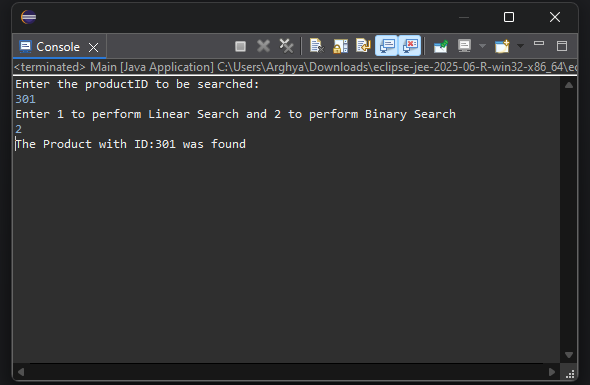 Console
<terminated> Main [Java Application] C:\Users\Arghya\Downloads\eclipse-jee-2025-06-R-win32-x86_64\ec
Enter the productID to be searched:
301
Enter 1 to perform Linear Search and 2 to perform Binary Search
2
The Product with ID:301 was found